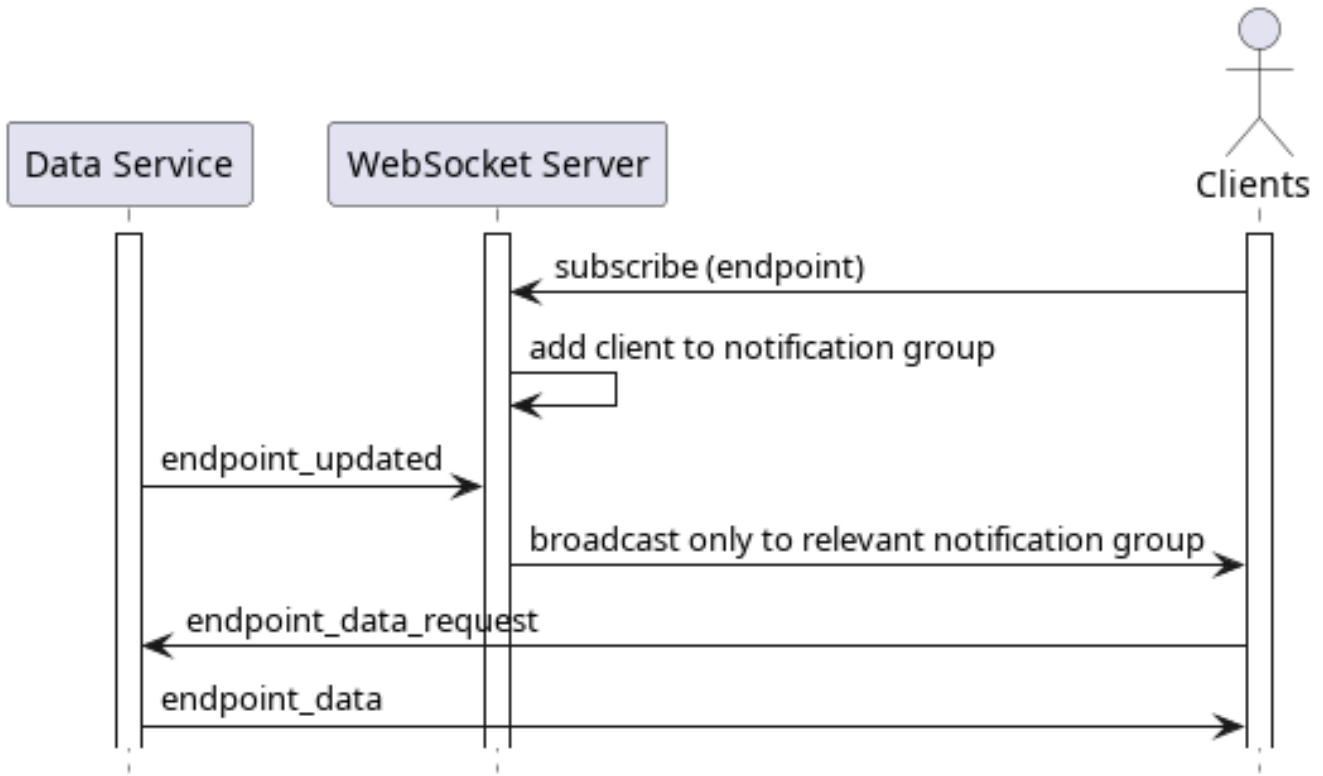 Data Service
WebSocket Server
Clients
subscribe (endpoint)
add client to notification group
endpoint_updated
broadcast only to relevant notification group
endpoint_data_request
endpoint_data